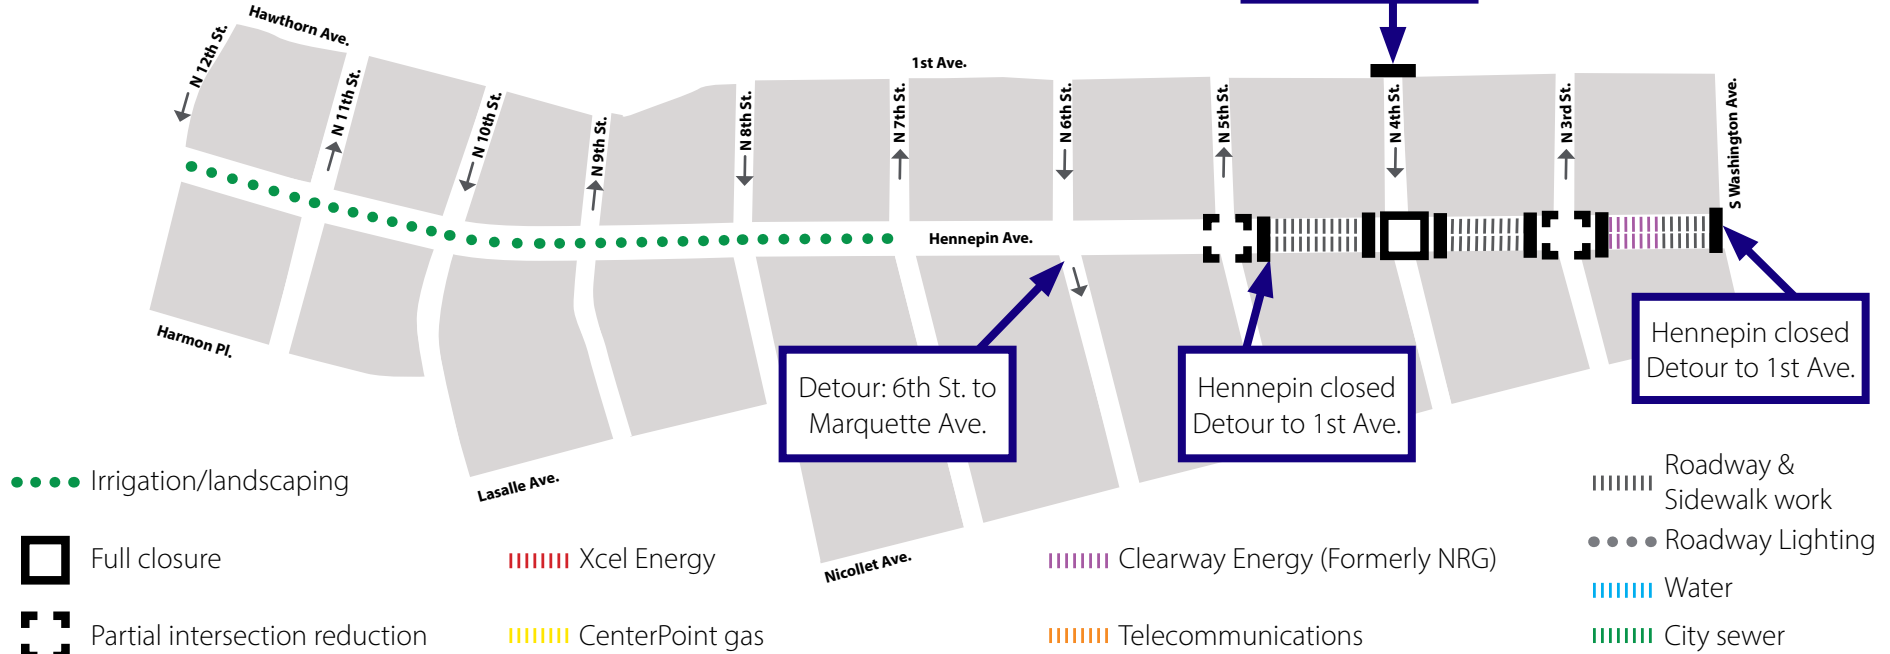 Hawthorn Ave.
N 12th St.
N 11th St.
N 10th St.
N 9th St.
N 8th St.
1st Ave.
N 7th St.
N 6th St.
N 5th St.
N 4th St.
N 3rd St.
S Washington Ave.
Hennepin Ave.
Harmon Pl.
Lasalle Ave.
Nicollet Ave.
Detour: 6th St. to
Marquette Ave.
Hennepin closed
Detour to 1st Ave.
Hennepin closed
Detour to 1st Ave.
Irrigation/landscaping
Full closure
Partial intersection reduction
Xcel Energy
CenterPoint gas
Clearway Energy (Formerly NRG)
Telecommunications
Roadway &
Sidewalk work
Roadway Lighting
Water
City sewer